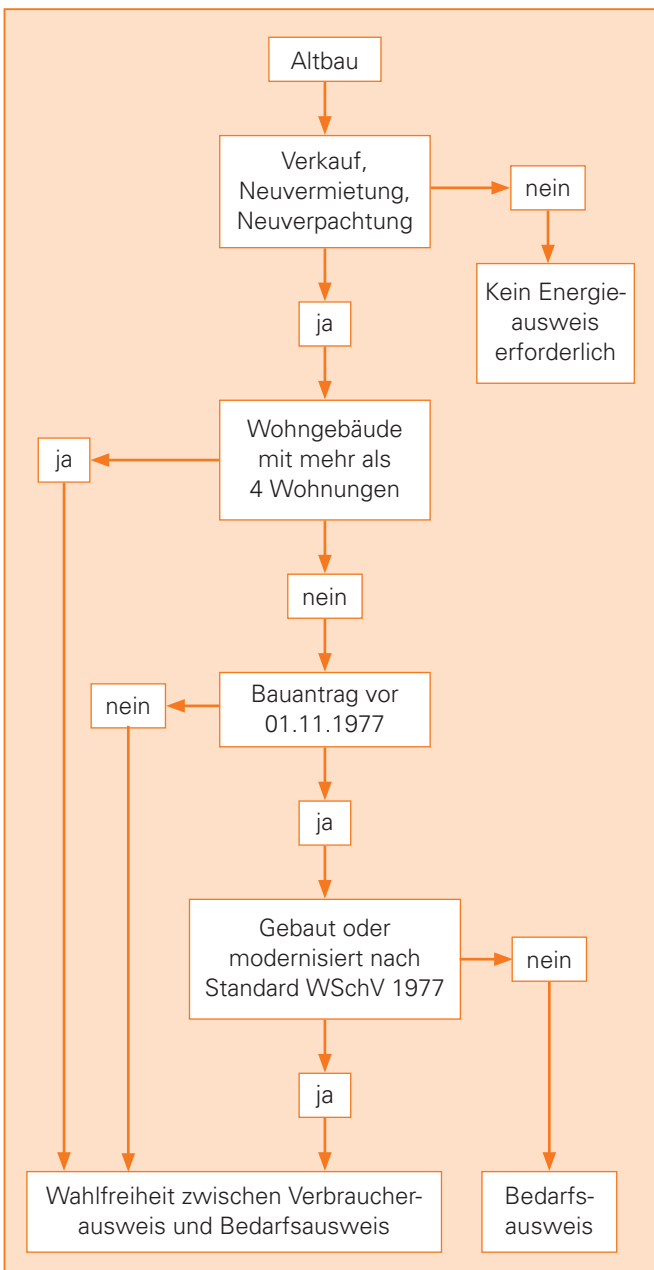 Altbau
Verkauf,
Neuvermietung,
Neuverpachtung
nein
Kein Energie-
ausweis
erforderlich
ja
Wohngebäude
mit mehr als
4 Wohnungen
ja
nein
Bauantrag vor
01.11.1977
nein
ja
Gebaut oder
modernisiert nach
Standard WSchV 1977
nein
ja
Wahlfreiheit zwischen Verbraucher-
ausweis und Bedarfsausweis
Bedarfs-
ausweis